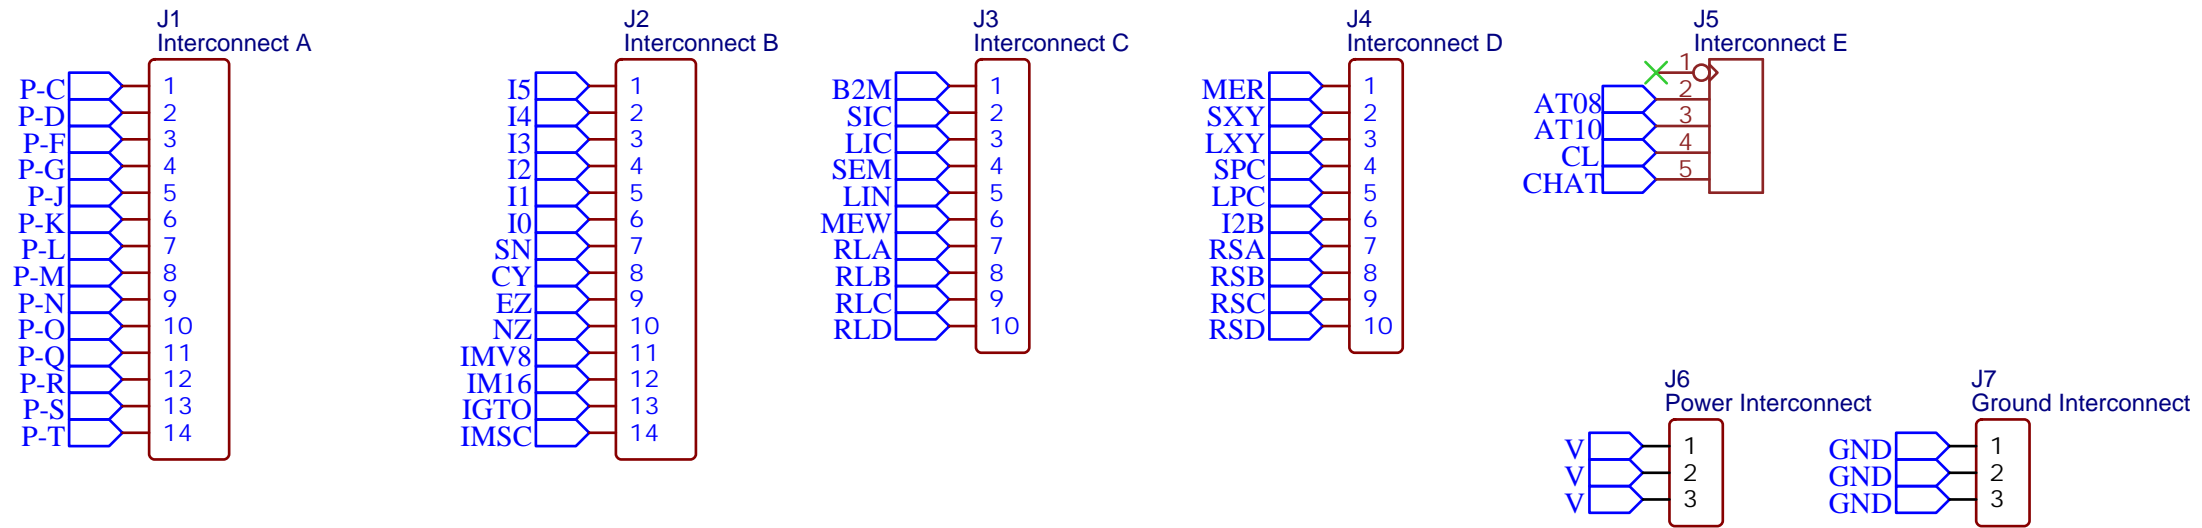 J1
Interconnect A
P-C 1
P-D 2
P-F 3
P-G 4
P-J 5
P-K 6
P-L 7
P-M 8
P-N 9
P-O 10
P-Q 11
P-R 12
P-S 13
P-T 14
J2
Interconnect B
I5 1
I4 2
I3 3
I2 4
I1 5
I0 6
SN 7
CY 8
EZ 9
NZ 10
IMV8 11
IM16 12
IGTO 13
IMSC 14
J3
Interconnect C
B2M 1
SIC 2
LIC 3
SEM 4
LIN 5
MEW 6
RLA 7
RLB 8
RLC 9
RLD 10
J4
Interconnect D
MER 1
SXY 2
LXY 3
SPC 4
LPC 5
I2B 6
RSA 7
RSB 8
RSC 9
RSD 10
J5
Interconnect E
1
AT08 2
AT10 3
CL 4
CHAT 5
J6
Power Interconnect
V 1
V 2
V 3
J7
Ground Interconnect
GND 1
GND 2
GND 3